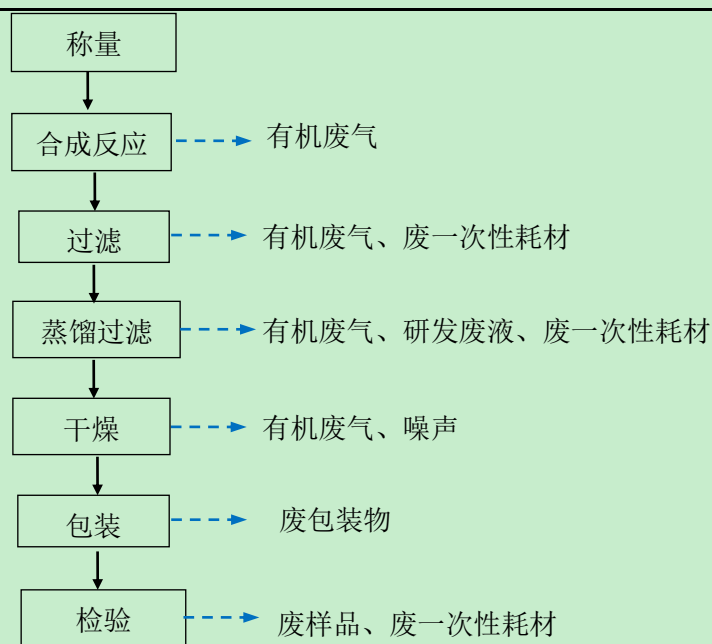 称量
合成反应
有机废气
过滤
有机废气、废一次性耗材
蒸馏过滤
有机废气、研发废液、废一次性耗材
干燥
有机废气、噪声
包装
废包装物
检验
废样品、废一次性耗材